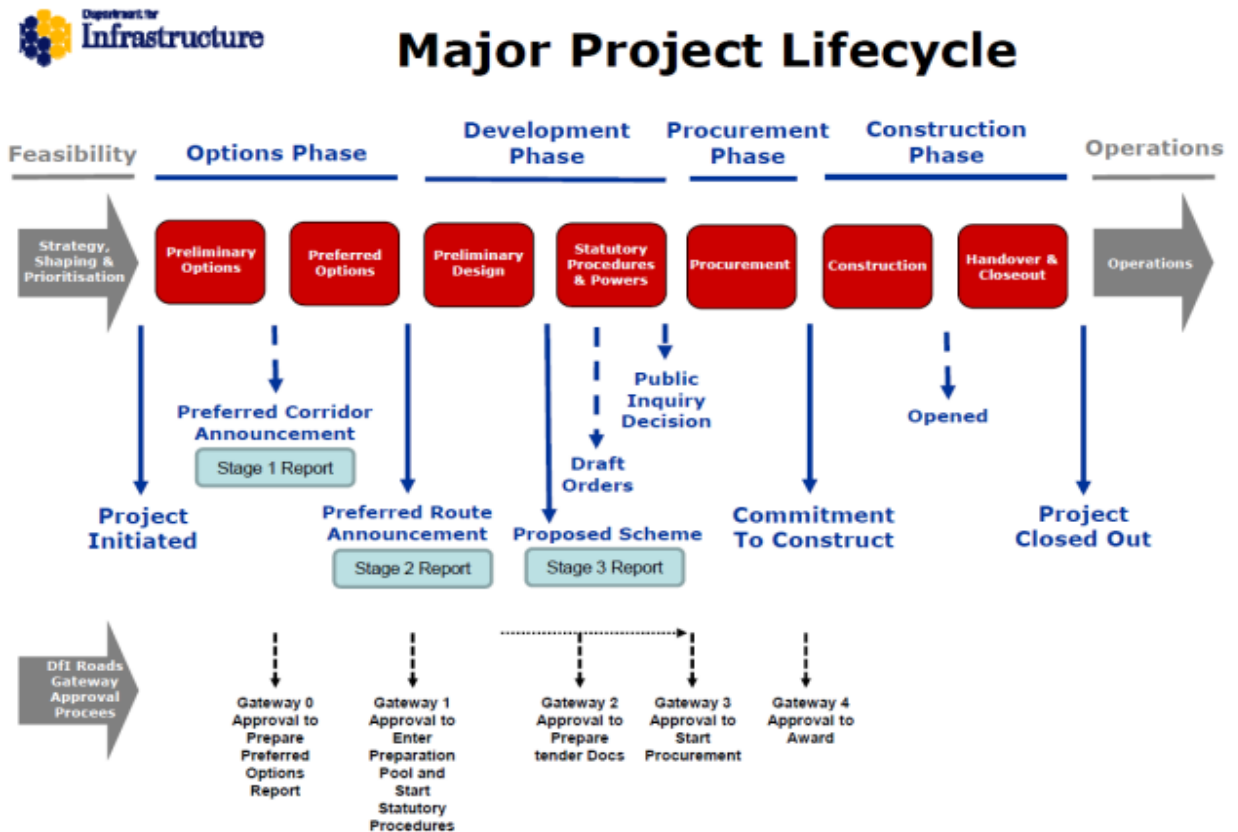 Department for
Infrastructure
Major Project Lifecycle
Feasibility
Options Phase
Development
Phase
Procurement
Phase
Construction
Phase
Operations
Strategy,
Shaping &
Prioritisation
Preliminary
Options
Preferred
Options
Preliminary
Design
Statutory
Procedures
& Powers
Procurement
Construction
Handover &
Closeout
Operations
Preferred Corridor
Announcement
Stage 1 Report
Public
Inquiry
Decision
Opened
Draft
Orders
Project
Initiated
Preferred Route
Announcement
Stage 2 Report
Proposed Scheme
Stage 3 Report
Commitment
To Construct
Project
Closed Out
DfI Roads
Gateway
Approval
Procees
Gateway 0
Approval to
Prepare
Preferred
Options
Report
Gateway 1
Approval to
Enter
Preparation
Pool and
Start
Statutory
Procedures
Gateway 2
Approval to
Prepare
tender Docs
Gateway 3
Approval to
Start
Procurement
Gateway 4
Approval to
Award